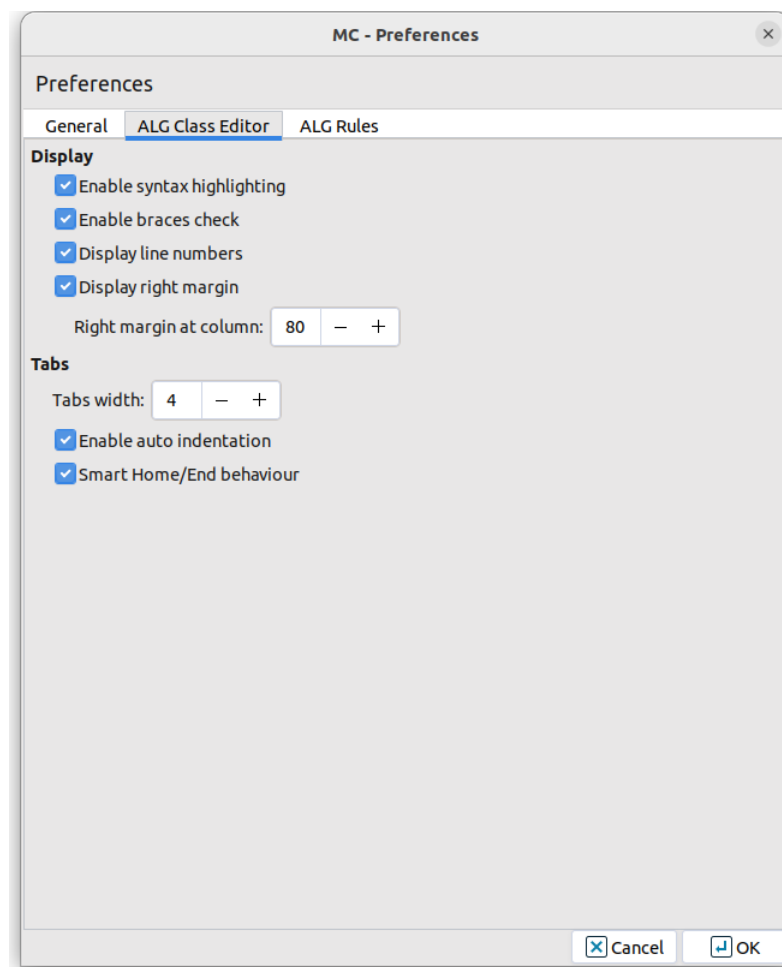 MC - Preferences
Preferences
General ALG Class Editor ALG Rules
Display
Enable syntax highlighting
Enable braces check
Display line numbers
Display right margin
Right margin at column: 80 − +
Tabs
Tabs width: 4 − +
Enable auto indentation
Smart Home/End behaviour
Cancel OK